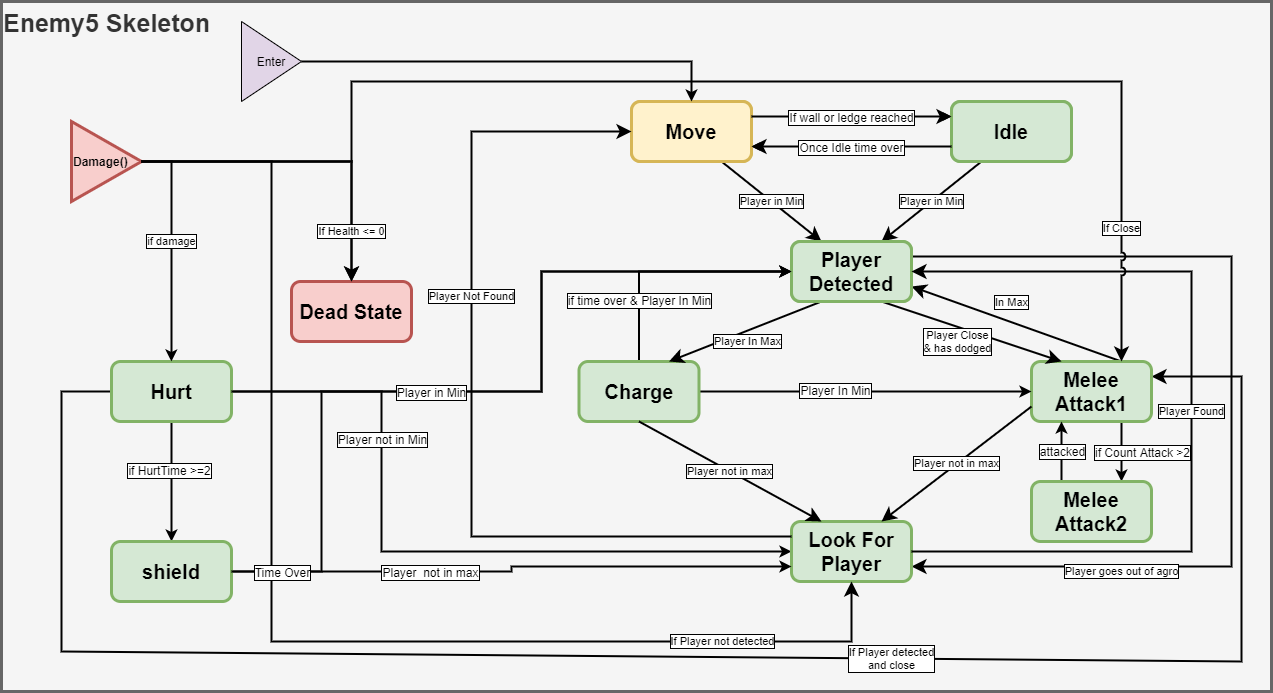 Enemy5 Skeleton
Enter
If wall or ledge reached
Move
Idle
Once Idle time over
Damage()
Player in Min
Player in Min
If Health <= 0
If Close
if damage
Player
Detected
Player Not Found
if time over & Player In Min
In Max
Dead State
Player In Max
Player Close
& has dodged
Hurt
Player in Min
Charge
Player In Min
Melee
Attack1
Player Found
Player not in Min
attacked
if Count Attack >2
if HurtTime >=2
Player not in max
Player not in max
Melee
Attack2
Look For
Player
shield
Time Over
Player  not in max
Player goes out of agro
If Player not detected
If Player detected
and close